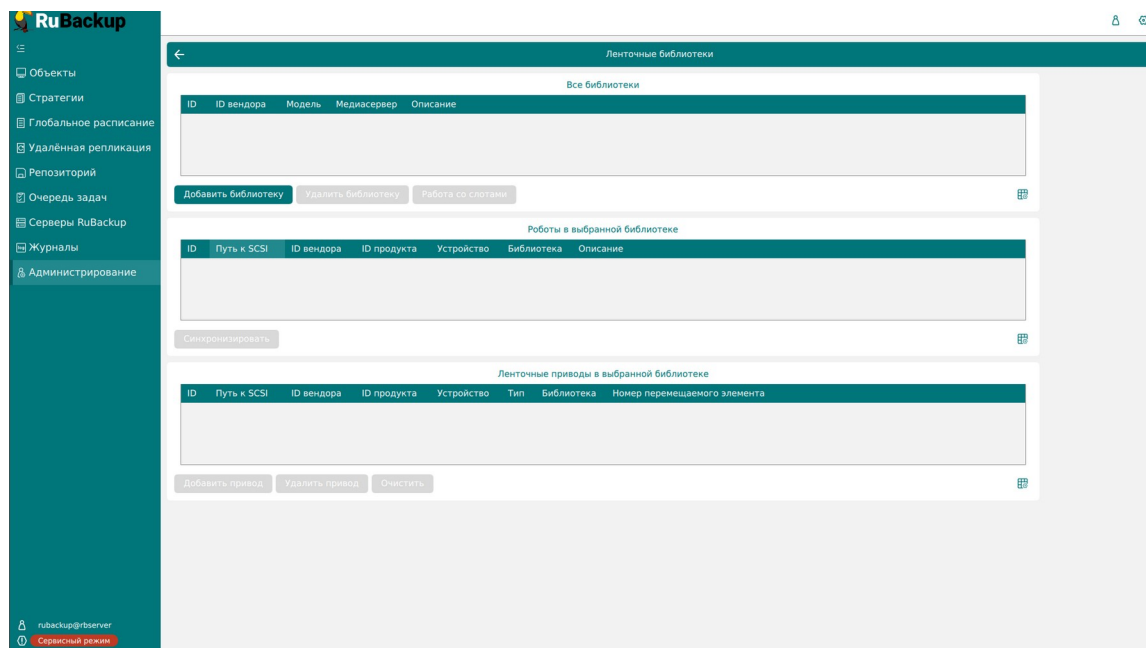 RuBackup
Ленточные библиотеки
Объекты
Стратегии
Глобальное расписание
Удалённая репликация
Репозиторий
Очередь задач
Серверы RuBackup
Журналы
Администрирование
Все библиотеки
ID ID вендора Модель Медиасервер Описание
Добавить библиотеку Удалить библиотеку Работа со слотами
Роботы в выбранной библиотеке
ID Путь к SCSI ID вендора ID продукта Устройство Библиотека Описание
Синхронизировать
Ленточные приводы в выбранной библиотеке
ID Путь к SCSI ID вендора ID продукта Устройство Тип Библиотека Номер перемещаемого элемента
Добавить привод Удалить привод Очистить
rubackup@rbserver
Сервисный режим